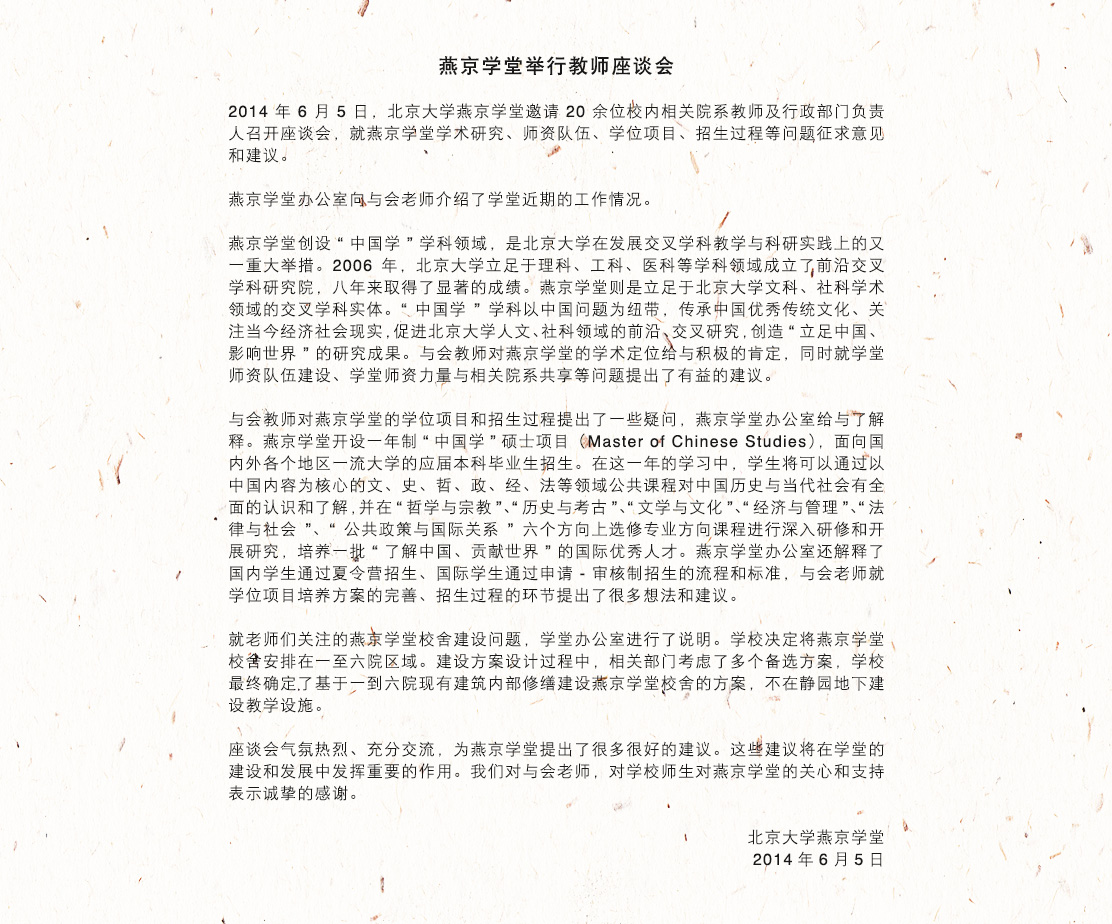 燕京学堂举行教师座谈会
2014 年 6 月 5 日，北京大学燕京学堂邀请 20 余位校内相关院系教师及行政部门负责
人召开座谈会，就燕京学堂学术研究、师资队伍、学位项目、招生过程等问题征求意见
和建议。
燕京学堂办公室向与会老师介绍了学堂近期的工作情况。
燕京学堂创设“ 中国学 ”学科领域，是北京大学在发展交叉学科教学与科研实践上的又
一重大举措。2006 年，北京大学立足于理科、工科、医科等学科领域成立了前沿交叉
学科研究院，八年来取得了显著的成绩。燕京学堂则是立足于北京大学文科、社科学术
领域的交叉学科实体。“ 中国学 ” 学科以中国问题为纽带，传承中国优秀传统文化、关
注当今经济社会现实，促进北京大学人文、社科领域的前沿、交叉研究，创造“ 立足中国、
影响世界 ”的研究成果。与会教师对燕京学堂的学术定位给与积极的肯定，同时就学堂
师资队伍建设、学堂师资力量与相关院系共享等问题提出了有益的建议。
与会教师对燕京学堂的学位项目和招生过程提出了一些疑问，燕京学堂办公室给与了解
释。燕京学堂开设一年制“ 中国学”硕士项目（Master of Chinese Studies），面向国
内外各个地区一流大学的应届本科毕业生招生。在这一年的学习中，学生将可以通过以
中国内容为核心的文、史、哲、政、经、法等领域公共课程对中国历史与当代社会有全
面的认识和了解，并在“哲学与宗教”、“历史与考古”、“文学与文化”、“经济与管理”、“法
律与社会 ”、“ 公共政策与国际关系 ” 六个方向上选修专业方向课程进行深入研修和开
展研究，培养一批“ 了解中国、贡献世界 ”的国际优秀人才。燕京学堂办公室还解释了
国内学生通过夏令营招生、国际学生通过申请 - 审核制招生的流程和标准，与会老师就
学位项目培养方案的完善、招生过程的环节提出了很多想法和建议。
就老师们关注的燕京学堂校舍建设问题，学堂办公室进行了说明。学校决定将燕京学堂
校舍安排在一至六院区域。建设方案设计过程中，相关部门考虑了多个备选方案，学校
最终确定了基于一到六院现有建筑内部修缮建设燕京学堂校舍的方案，不在静园地下建
设教学设施。
座谈会气氛热烈、充分交流，为燕京学堂提出了很多很好的建议。这些建议将在学堂的
建设和发展中发挥重要的作用。我们对与会老师，对学校师生对燕京学堂的关心和支持
表示诚挚的感谢。
北京大学燕京学堂
2014 年 6 月 5 日